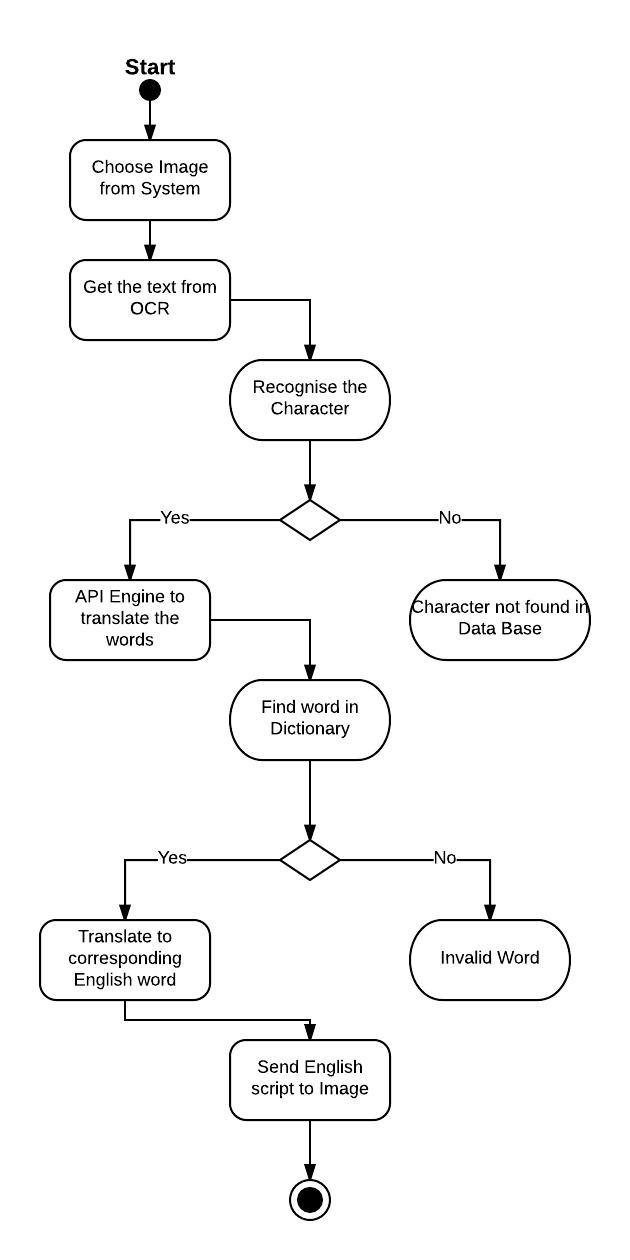 Start
Choose Image
from System
Get the text from
OCR
Recognise the
Character
Yes
No
API Engine to
translate the
words
Character not found in
Data Base
Find word in
Dictionary
Yes
No
Translate to
corresponding
English word
Invalid Word
Send English
script to Image